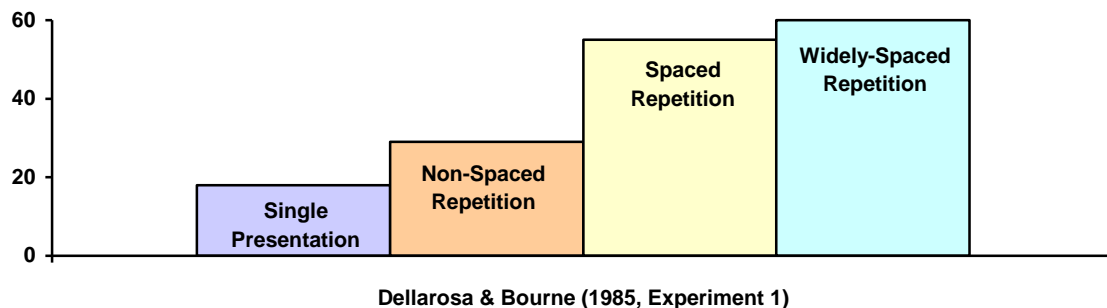 60
40
20
0
Single
Presentation
Non-Spaced
Repetition
Spaced
Repetition
Widely-Spaced
Repetition
Dellarosa & Bourne (1985, Experiment 1)